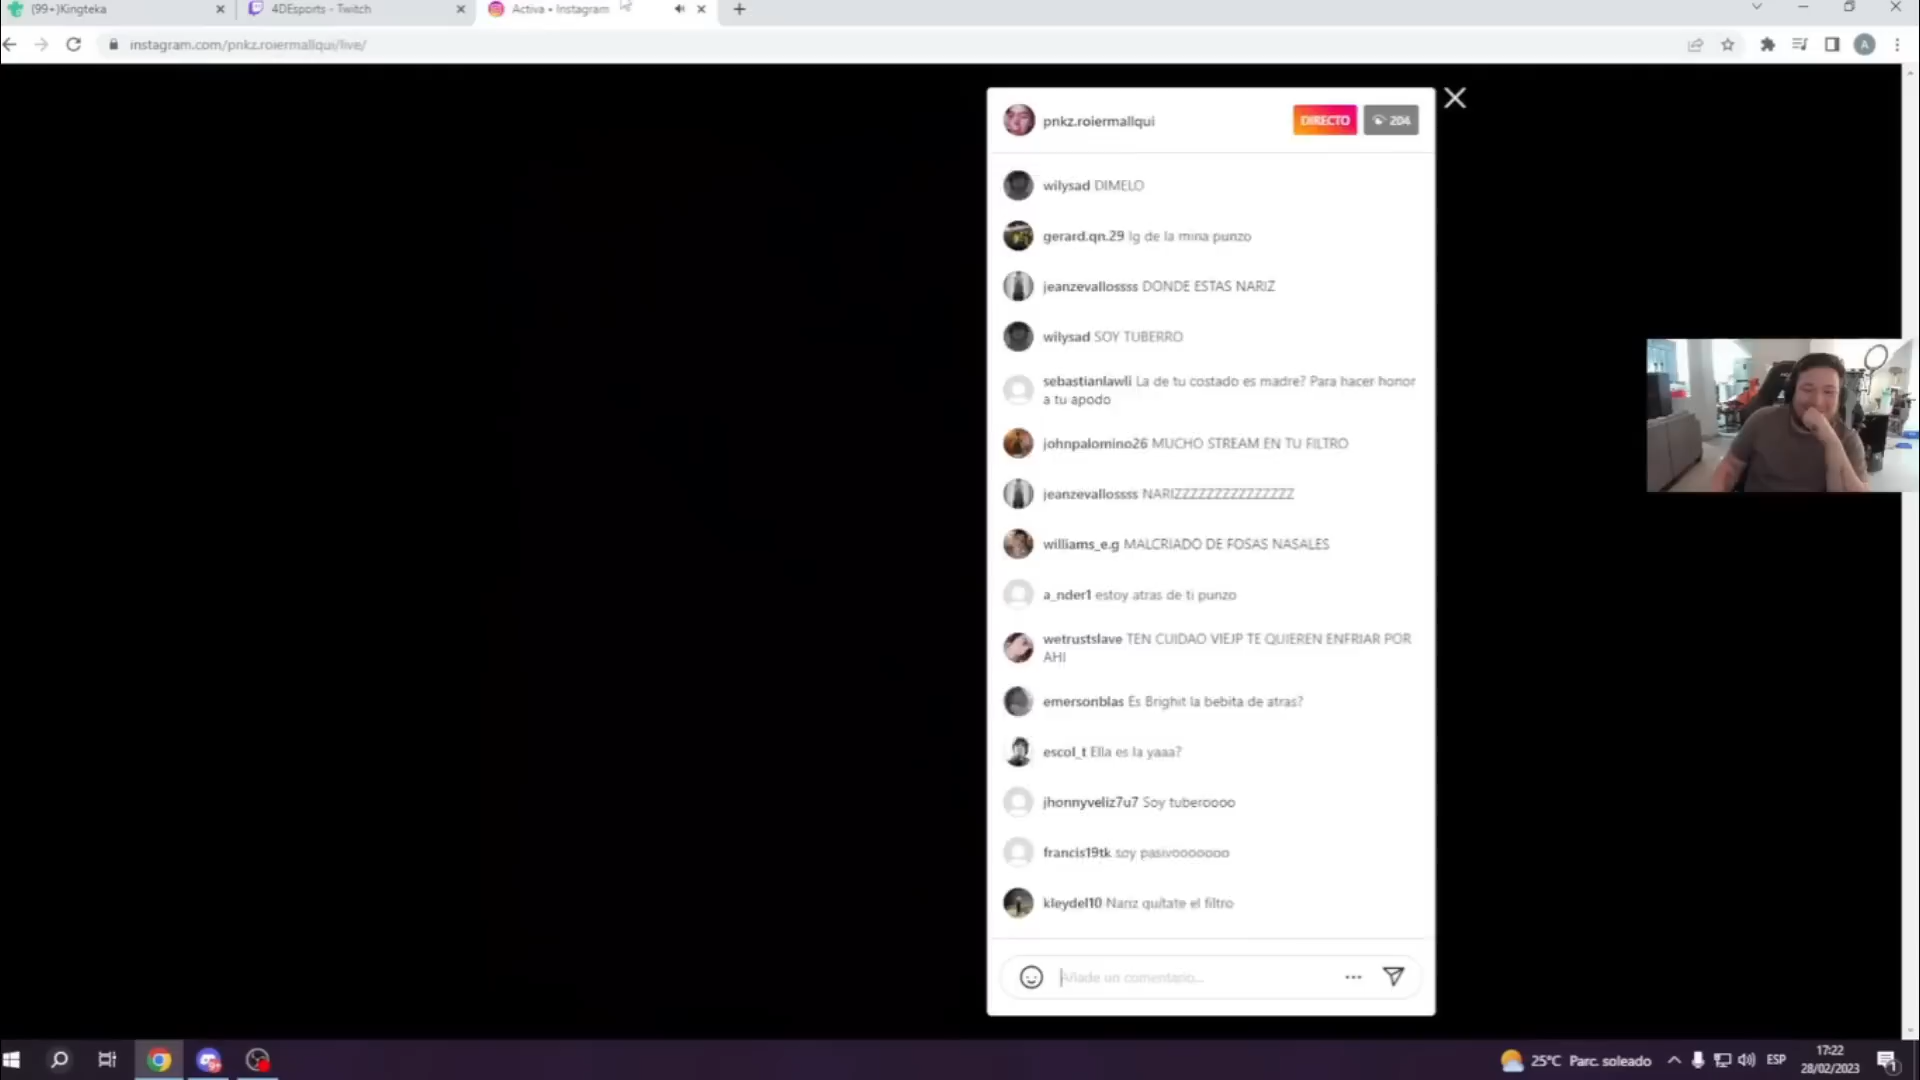 (99+)Kingteka
4DEsports - Twitch
Activa • Instagram
instagram.com/pnkz.roiermallqui/live/
A
pnkz.roiermallqui
DIRECTO
204
wilysad DIMELO
gerard.qn.29 Ig de la mina punzo
jeanzevallossss DONDE ESTAS NARIZ
wilysad SOY TUBERRO
sebastianlawli La de tu costado es madre? Para hacer honor
a tu apodo
johnpalomino26 MUCHO STREAM EN TU FILTRO
jeanzevallossss NARIZZZZZZZZZZZZZZZ
williams_e.g MALCRIADO DE FOSAS NASALES
a_nder1 estoy atras de ti punzo
wetrustslave TEN CUIDAO VIEJP TE QUIEREN ENFRIAR POR
AHI
emersonblas Es Brighit la bebita de atras?
escol_t Ella es la yaaa?
jhonnyveliz7u7 Soy tuberoooo
francis19tk soy pasivooooooo
kleydel10 Nariz quitate el filtro
Añade un comentario...
25°C Parc. soleado
ESP
17:22
28/02/2023
1